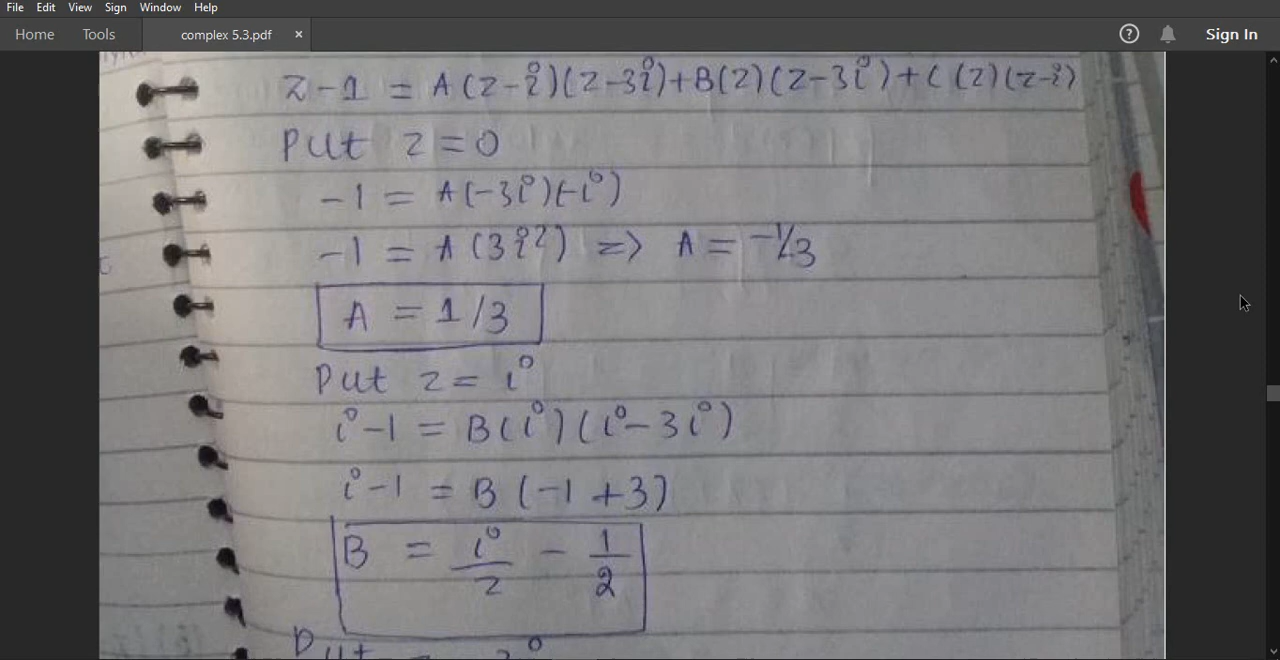 File Edit View Sign Window Help
Home Tools complex 5.3.pdf × ? Sign In
z-1 = A(z-i)(z-3i)+B(z)(z-3i)+C(z)(z-i)
Put z=0
-1 = A(-3i)(-i)
-1 = A(3i²) => A = -1/3
A = 1/3
Put z= i
i-1 = B(i)(i-3i)
i-1 = B(-1+3)
B = i/2 - 1/2
Put =